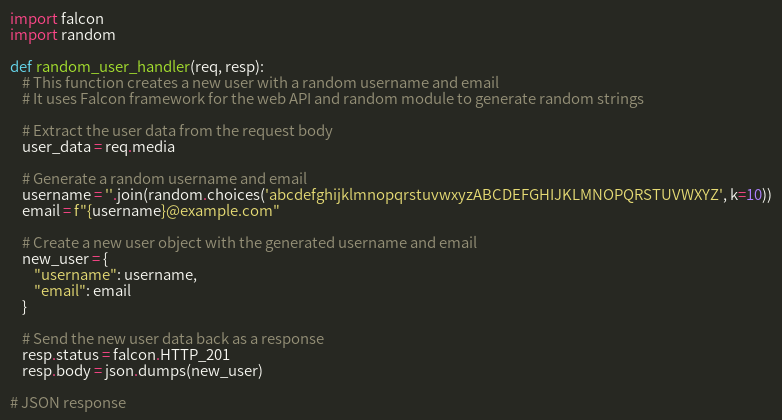 import falcon
import random

def random_user_handler(req, resp):
    # This function creates a new user with a random username and email
    # It uses Falcon framework for the web API and random module to generate random strings

    # Extract the user data from the request body
    user_data = req.media

    # Generate a random username and email
    username = ''.join(random.choices('abcdefghijklmnopqrstuvwxyzABCDEFGHIJKLMNOPQRSTUVWXYZ', k=10))
    email = f"{username}@example.com"

    # Create a new user object with the generated username and email
    new_user = {
        "username": username,
        "email": email
    }

    # Send the new user data back as a response
    resp.status = falcon.HTTP_201
    resp.body = json.dumps(new_user)

# JSON response